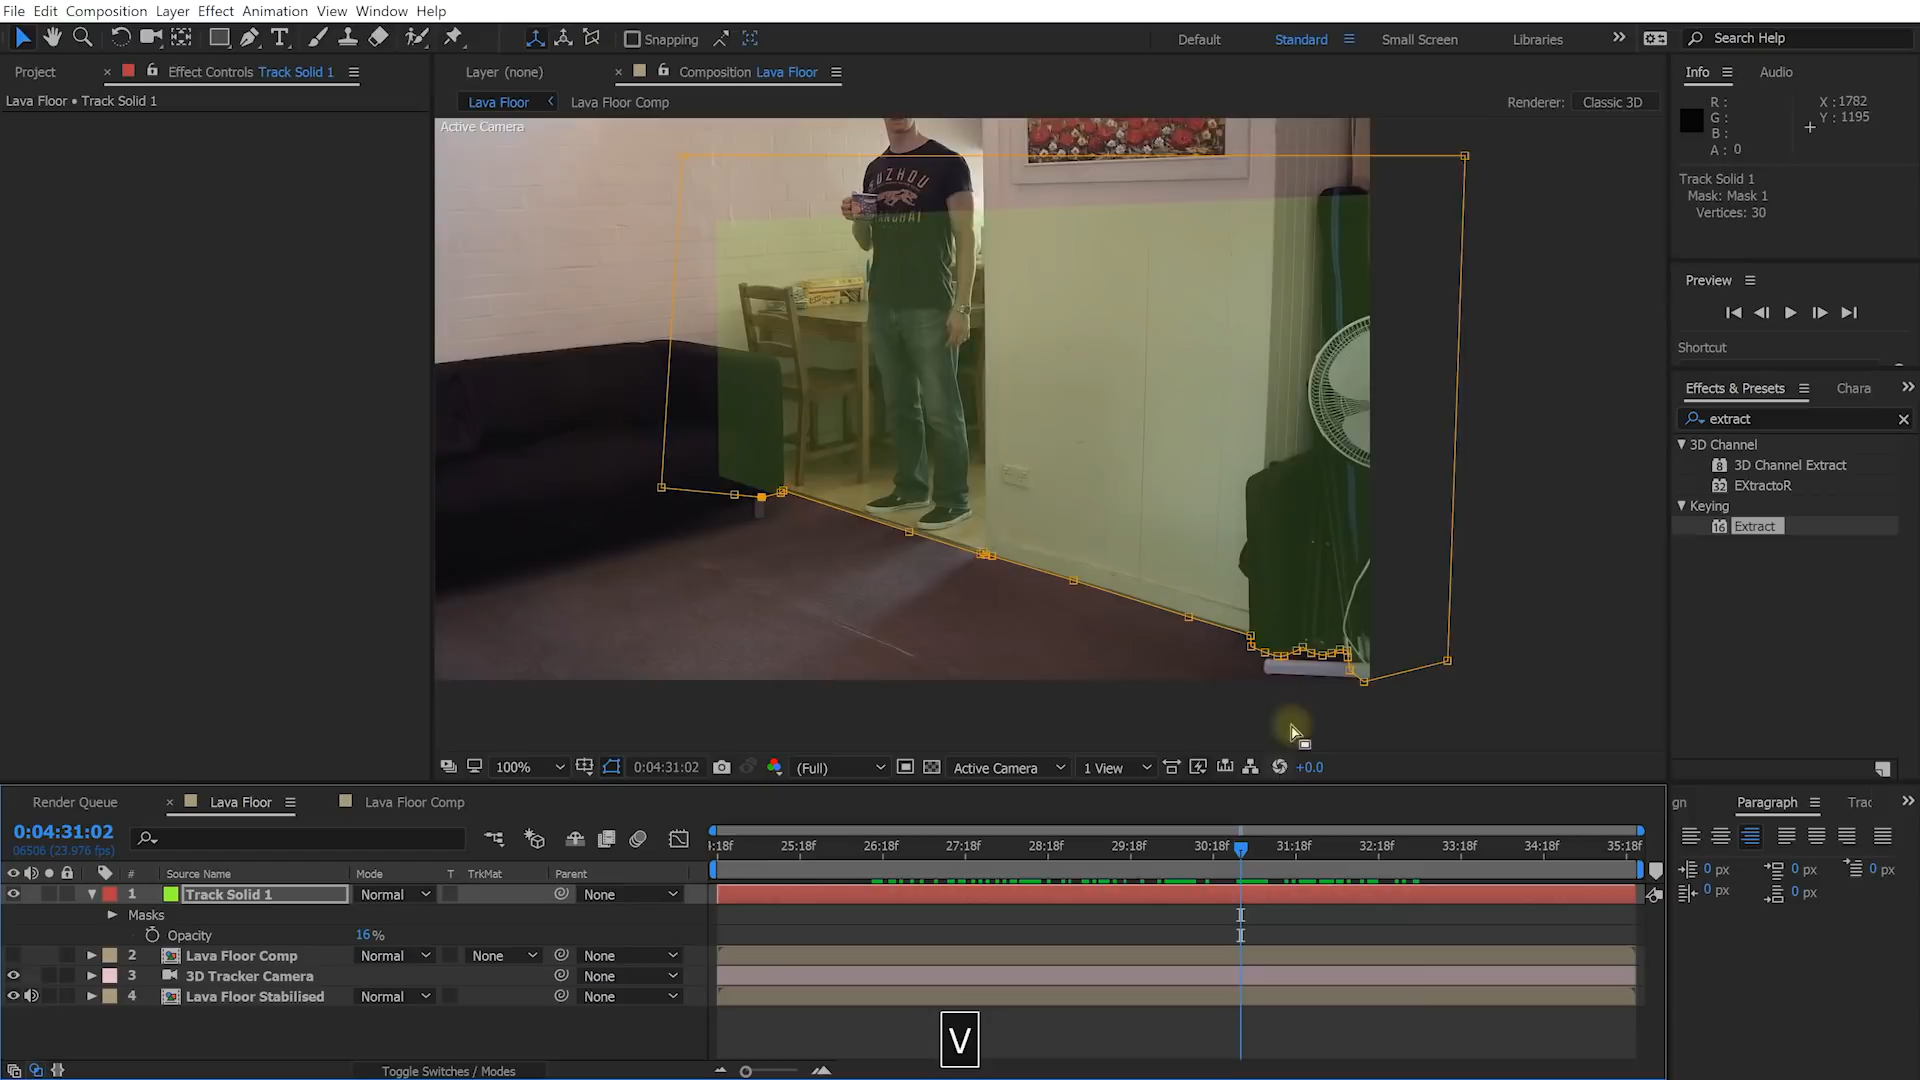 File Edit Composition Layer Effect Animation View Window Help
Snapping
Default
Standard
Small Screen
Libraries
Search Help
Project
Effect Controls Track Solid 1
Layer (none)
Composition Lava Floor
Info
Audio
Lava Floor • Track Solid 1
Lava Floor
Lava Floor Comp
Renderer: Classic 3D
R :
G :
B :
A : 0
X : 1782
Y : 1195
Active Camera
Track Solid 1
Mask: Mask 1
Vertices: 30
Preview
Shortcut
Effects & Presets
Chara
extract
3D Channel
8 3D Channel Extract
32 EXtractoR
Keying
16 Extract
100%
0:04:31:02
(Full)
Active Camera
1 View
+0.0
Render Queue
Lava Floor
Lava Floor Comp
gn
Paragraph
Trac
0:04:31:02
06506 (23.976 fps)
:18f 25:18f 26:18f 27:18f 28:18f 29:18f 30:18f 31:18f 32:18f 33:18f 34:18f 35:18f
# Source Name Mode T TrkMat Parent
0 px 0 px 0 px
0 px 0 px
1 Track Solid 1 Normal None
Masks
Opacity 16%
2 Lava Floor Comp Normal None None
3 3D Tracker Camera None
4 Lava Floor Stabilised Normal None
V
Toggle Switches / Modes